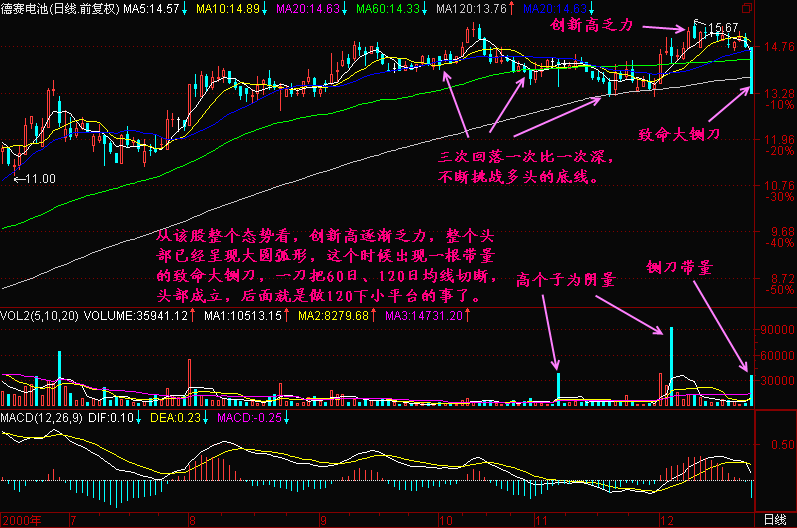 德赛电池(日线.前复权) MA5:14.57↓ MA10:14.89↓ MA20:14.63↓ MA60:14.33↓ MA120:13.76↑ MA20:14.63↓
创新高乏力
←15.67
14.76
13.28
-10%
致命大铡刀
11.96
-20%
三次回落一次比一次深，
不断挑战多头的底线。
←11.00
10.76
-30%
从该股整个态势看，创新高逐渐乏力，整个头
部已经呈现大圆弧形，这个时候出现一根带量
的致命大铡刀，一刀把60日、120日均线切断，
头部成立，后面就是做120下小平台的事了。
9.68
-40%
高个子为阴量
铡刀带量
8.72
-50%
VOL2(5,10,20) VOLUME:35941.12↑ MA1:10513.15↑ MA2:8279.68↑ MA3:14731.20↑
90000
60000
30000
MACD(12,26,9) DIF:0.10↓ DEA:0.23↓ MACD:-0.25↓
0.50
0.00
2000年 7 8 9 10 11 12 日线